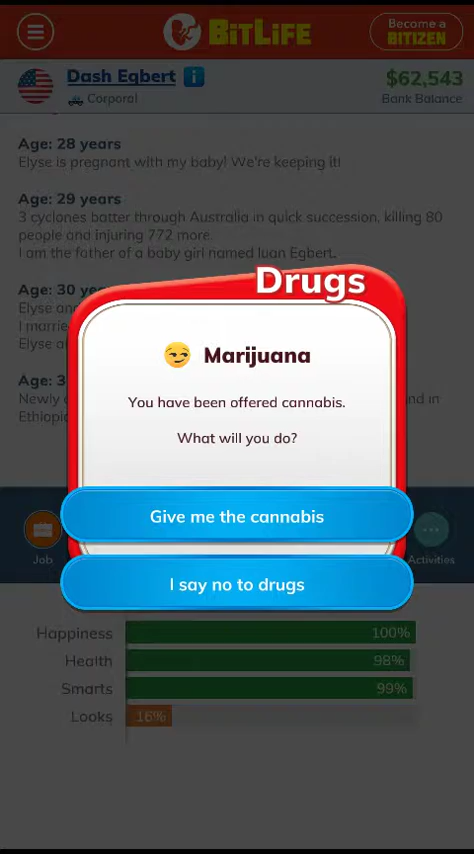 Become a
BITLIFE
BITIZEN
Dash Egbert i
$62,543
Corporal
Bank Balance
Age: 28 years
Elyse is pregnant with my baby! We're keeping it!
Age: 29 years
3 cyclones batter through Australia in quick succession, killing 80
people and injuring 772 more.
I am the father of a baby girl named Juan Egbert.
Drugs
Age: 30 ye
Elyse an
I marrie
Elyse a
Marijuana
Age: 3
Newly
nd in
Ethiopi
You have been offered cannabis.
What will you do?
Give me the cannabis
Job
Activities
I say no to drugs
Happiness 100%
Health 98%
Smarts 99%
Looks 16%